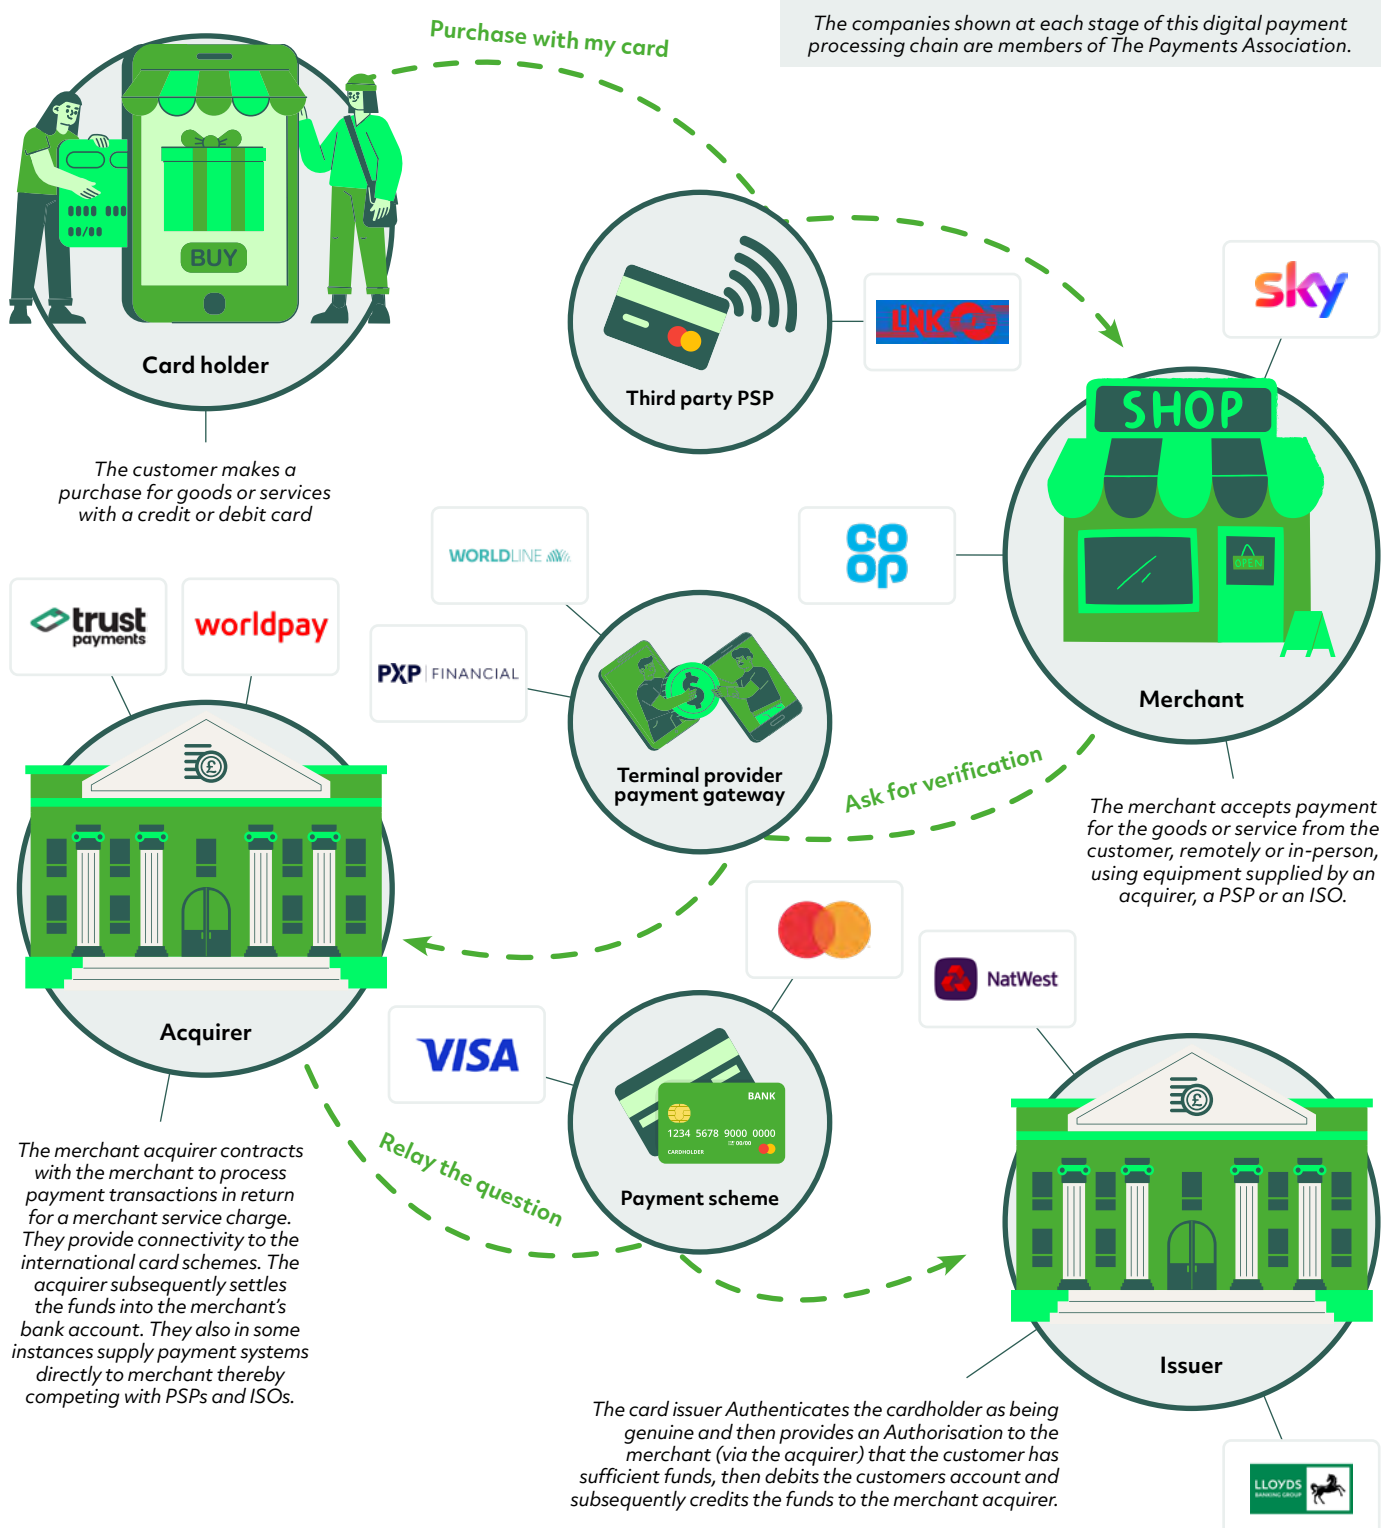 The companies shown at each stage of this digital payment
processing chain are members of The Payments Association.
Purchase with my card
BUY
Card holder
The customer makes a
purchase for goods or services
with a credit or debit card
Third party PSP
LINK
sky
SHOP
OPEN
Merchant
CO
OP
The merchant accepts payment
for the goods or service from the
customer, remotely or in-person,
using equipment supplied by an
acquirer, a PSP or an ISO.
Ask for verification
WORLDLINE
PXP FINANCIAL
Terminal provider
payment gateway
trust
payments
worldpay
£
Acquirer
The merchant acquirer contracts
with the merchant to process
payment transactions in return
for a merchant service charge.
They provide connectivity to the
international card schemes. The
acquirer subsequently settles
the funds into the merchant’s
bank account. They also in some
instances supply payment systems
directly to merchant thereby
competing with PSPs and ISOs.
Relay the question
VISA
BANK
1234 5678 9000 0000
00/00
CARDHOLDER
Payment scheme
NatWest
£
Issuer
The card issuer Authenticates the cardholder as being
genuine and then provides an Authorisation to the
merchant (via the acquirer) that the customer has
sufficient funds, then debits the customers account and
subsequently credits the funds to the merchant acquirer.
LLOYDS
BANKING GROUP